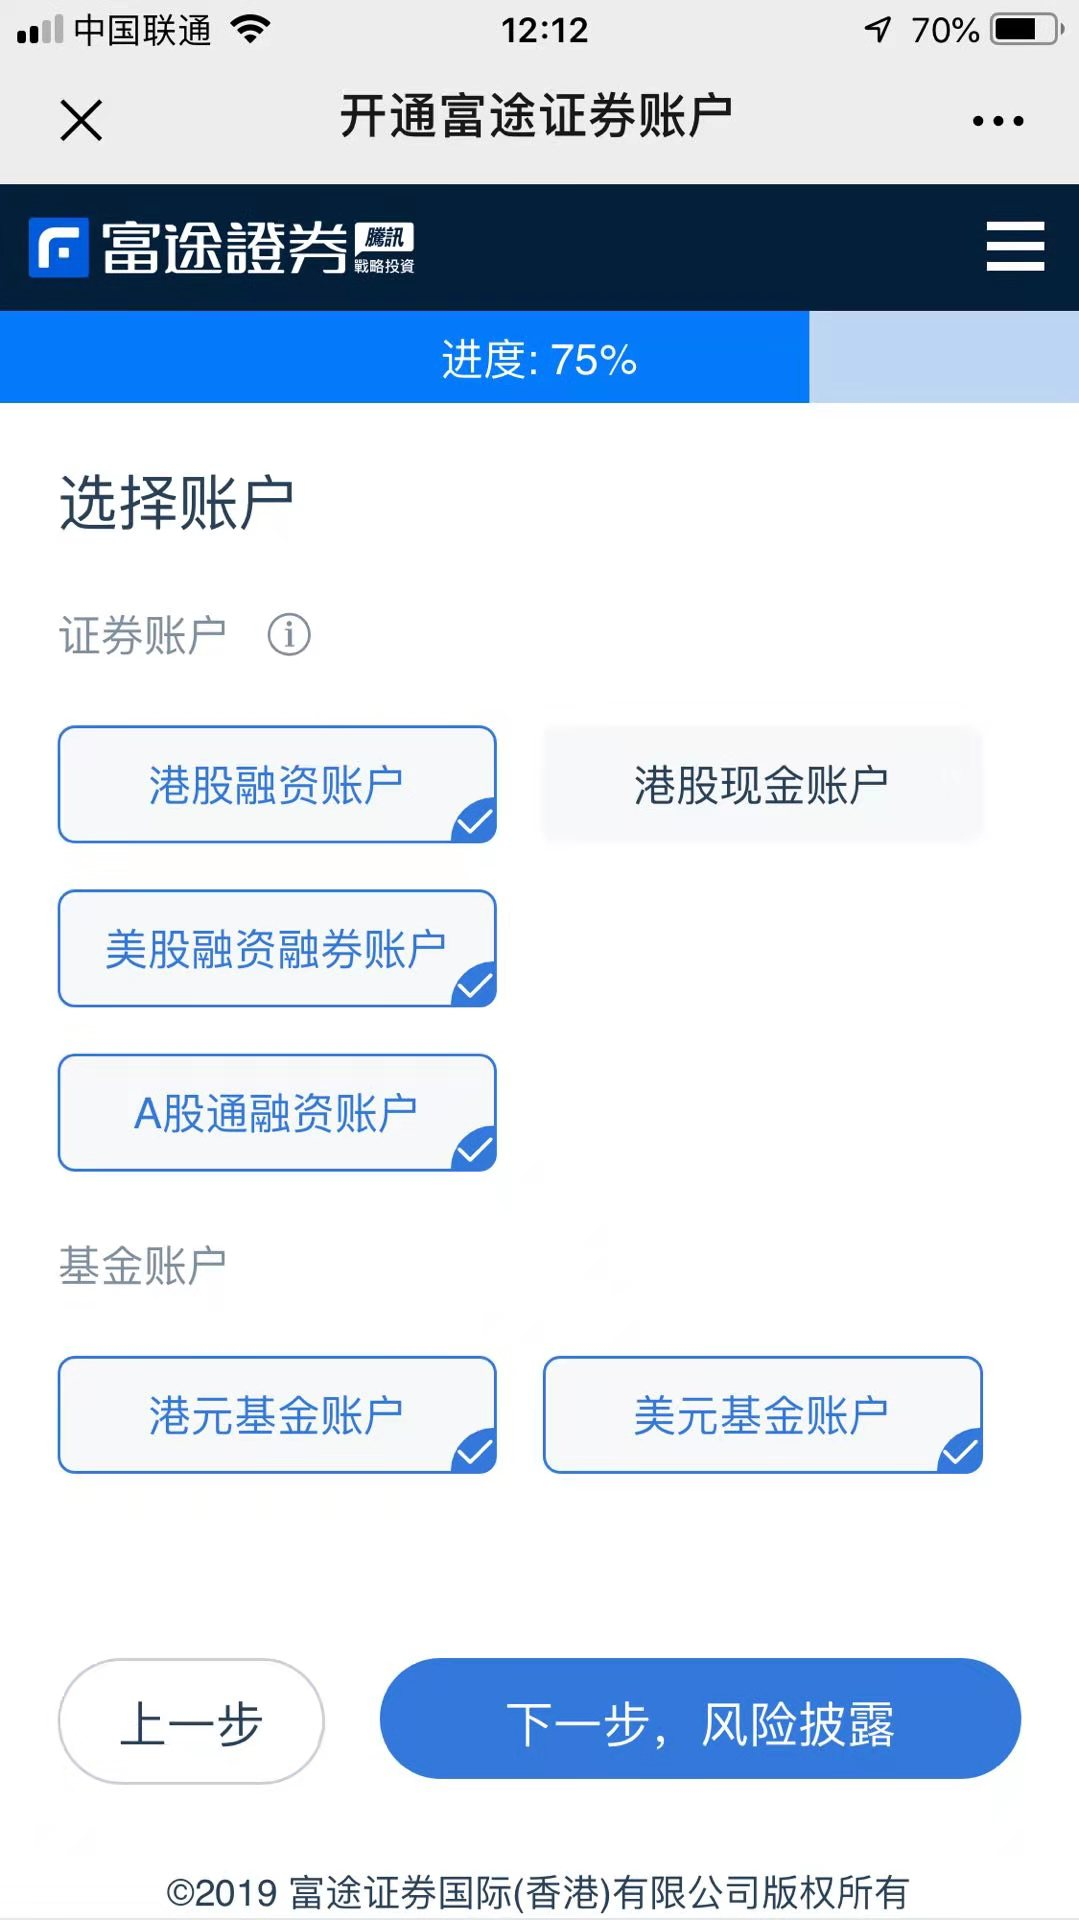 中国联通 12:12 70%
开通富途证券账户
富途證券 騰訊
戰略投資
进度: 75%
选择账户
证券账户
港股融资账户 港股现金账户
美股融资融券账户
A股通融资账户
基金账户
港元基金账户 美元基金账户
上一步 下一步，风险披露
©2019 富途证券国际(香港)有限公司版权所有